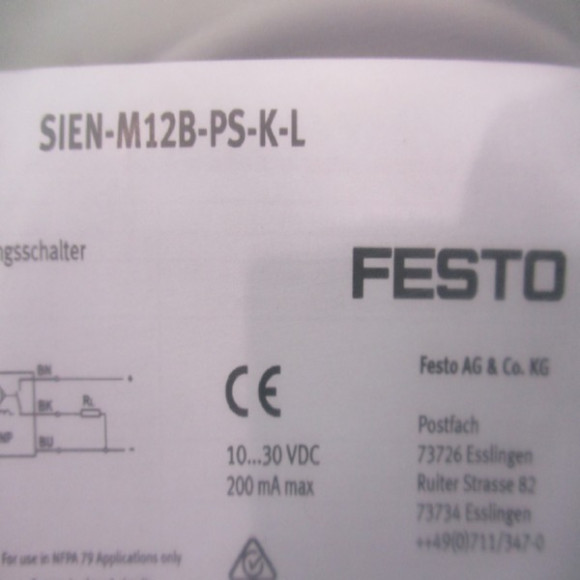 SIEN-M12B-PS-K-L
ngsschalter
FESTO
BN
BK
RL
BU
NP
CE
10...30 VDC
200 mA max
Festo AG & Co. KG
Postfach
73726 Esslingen
Ruiter Strasse 82
73734 Esslingen
++49(0)711/347-0
For use in NFPA 79 Applications only